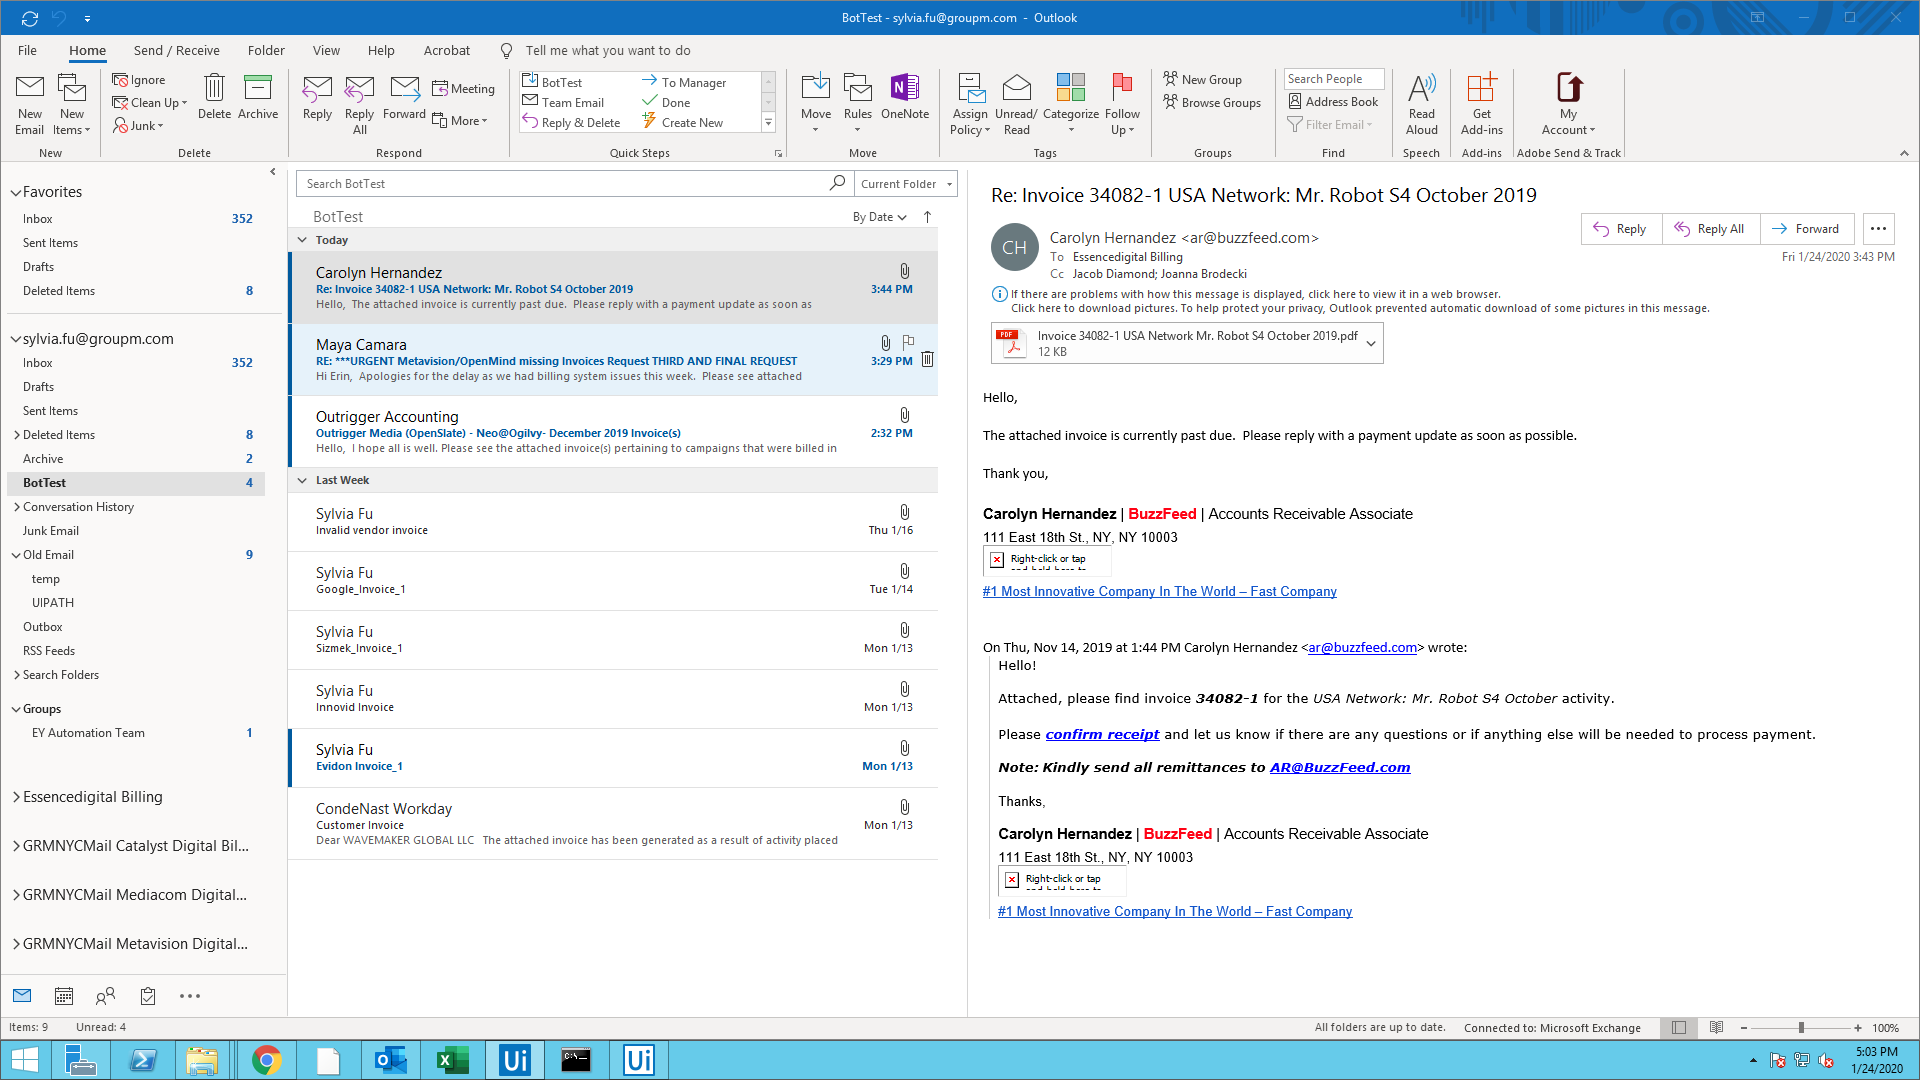 BotTest - sylvia.fu@groupm.com - Outlook
File Home Send / Receive Folder View Help Acrobat Tell me what you want to do
New Email
New Items
New
Ignore
Clean Up
Junk
Delete
Archive
Delete
Reply
Reply All
Forward
Meeting
More
Respond
BotTest
To Manager
Team Email
Done
Reply & Delete
Create New
Quick Steps
Move
Rules
OneNote
Move
Assign Policy
Unread/ Read
Categorize
Follow Up
Tags
New Group
Browse Groups
Groups
Search People
Address Book
Filter Email
Find
Read Aloud
Speech
Get Add-ins
Add-ins
My Account
Adobe Send & Track
Favorites
Inbox 352
Sent Items
Drafts
Deleted Items 8
sylvia.fu@groupm.com
Inbox 352
Drafts
Sent Items
Deleted Items 8
Archive 2
BotTest 4
Conversation History
Junk Email
Old Email 9
temp
UIPATH
Outbox
RSS Feeds
Search Folders
Groups
EY Automation Team 1
Essencedigital Billing
GRMNYCMail Catalyst Digital Bil...
GRMNYCMail Mediacom Digital...
GRMNYCMail Metavision Digital...
Search BotTest
Current Folder
BotTest
By Date
Today
Carolyn Hernandez
Re: Invoice 34082-1 USA Network: Mr. Robot S4 October 2019 3:44 PM
Hello, The attached invoice is currently past due. Please reply with a payment update as soon as
Maya Camara
RE: ***URGENT Metavision/OpenMind missing Invoices Request THIRD AND FINAL REQUEST 3:29 PM
Hi Erin, Apologies for the delay as we had billing system issues this week. Please see attached
Outrigger Accounting
Outrigger Media (OpenSlate) - Neo@Ogilvy- December 2019 Invoice(s) 2:32 PM
Hello, I hope all is well. Please see the attached invoice(s) pertaining to campaigns that were billed in
Last Week
Sylvia Fu
Invalid vendor invoice Thu 1/16
Sylvia Fu
Google_Invoice_1 Tue 1/14
Sylvia Fu
Sizmek_Invoice_1 Mon 1/13
Sylvia Fu
Innovid Invoice Mon 1/13
Sylvia Fu
Evidon Invoice_1 Mon 1/13
CondeNast Workday
Customer Invoice Mon 1/13
Dear WAVEMAKER GLOBAL LLC The attached invoice has been generated as a result of activity placed
Re: Invoice 34082-1 USA Network: Mr. Robot S4 October 2019
CH
Carolyn Hernandez <ar@buzzfeed.com>
To Essencedigital Billing
Cc Jacob Diamond; Joanna Brodecki
Reply Reply All Forward
Fri 1/24/2020 3:43 PM
If there are problems with how this message is displayed, click here to view it in a web browser.
Click here to download pictures. To help protect your privacy, Outlook prevented automatic download of some pictures in this message.
PDF
Invoice 34082-1 USA Network Mr. Robot S4 October 2019.pdf
12 KB
Hello,
The attached invoice is currently past due. Please reply with a payment update as soon as possible.
Thank you,
Carolyn Hernandez | BuzzFeed | Accounts Receivable Associate
111 East 18th St., NY, NY 10003
Right-click or tap
#1 Most Innovative Company In The World – Fast Company
On Thu, Nov 14, 2019 at 1:44 PM Carolyn Hernandez <ar@buzzfeed.com> wrote:
Hello!
Attached, please find invoice 34082-1 for the USA Network: Mr. Robot S4 October activity.
Please confirm receipt and let us know if there are any questions or if anything else will be needed to process payment.
Note: Kindly send all remittances to AR@BuzzFeed.com
Thanks,
Carolyn Hernandez | BuzzFeed | Accounts Receivable Associate
111 East 18th St., NY, NY 10003
Right-click or tap
#1 Most Innovative Company In The World – Fast Company
Items: 9 Unread: 4
All folders are up to date. Connected to: Microsoft Exchange 100%
Ui
Ui
5:03 PM
1/24/2020